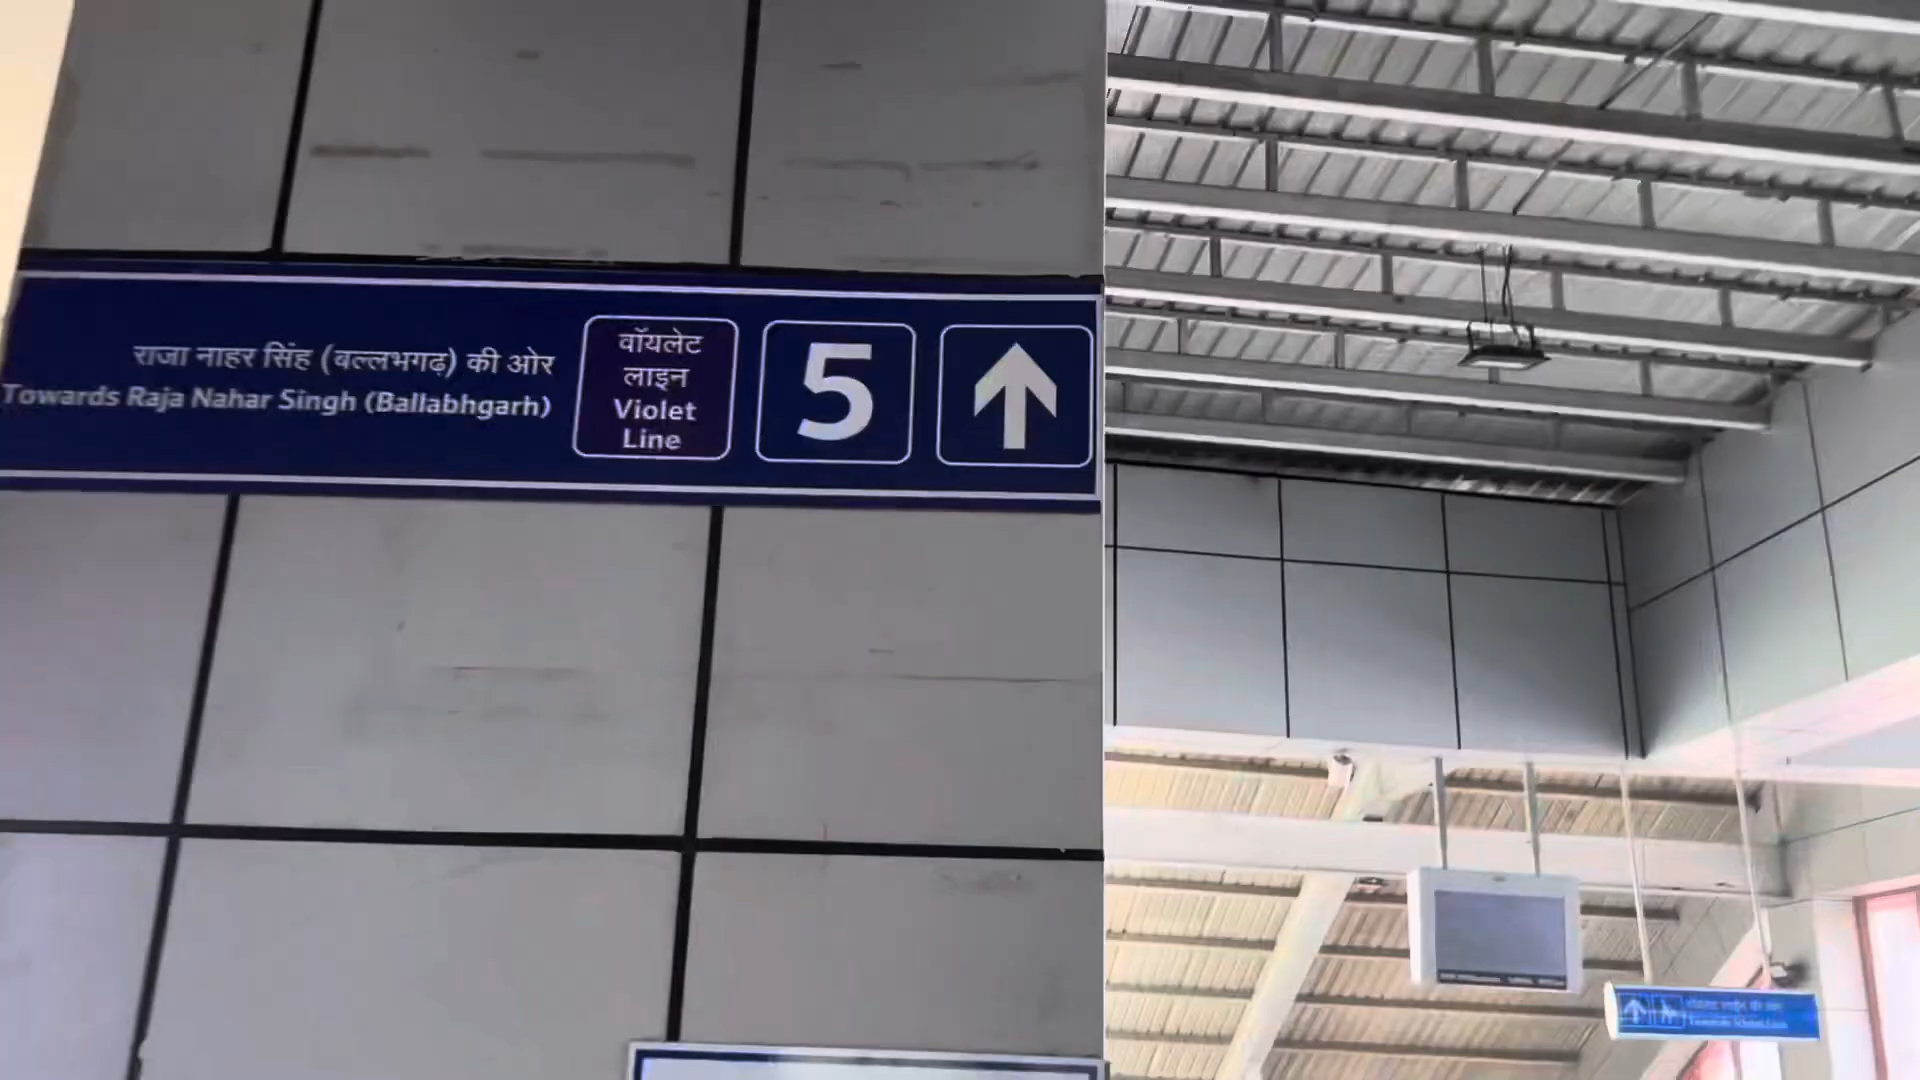 राजा नाहर सिंह (बल्लभगढ़) की ओर
Towards Raja Nahar Singh (Ballabhgarh)
वॉयलेट
लाइन
Violet
Line
5